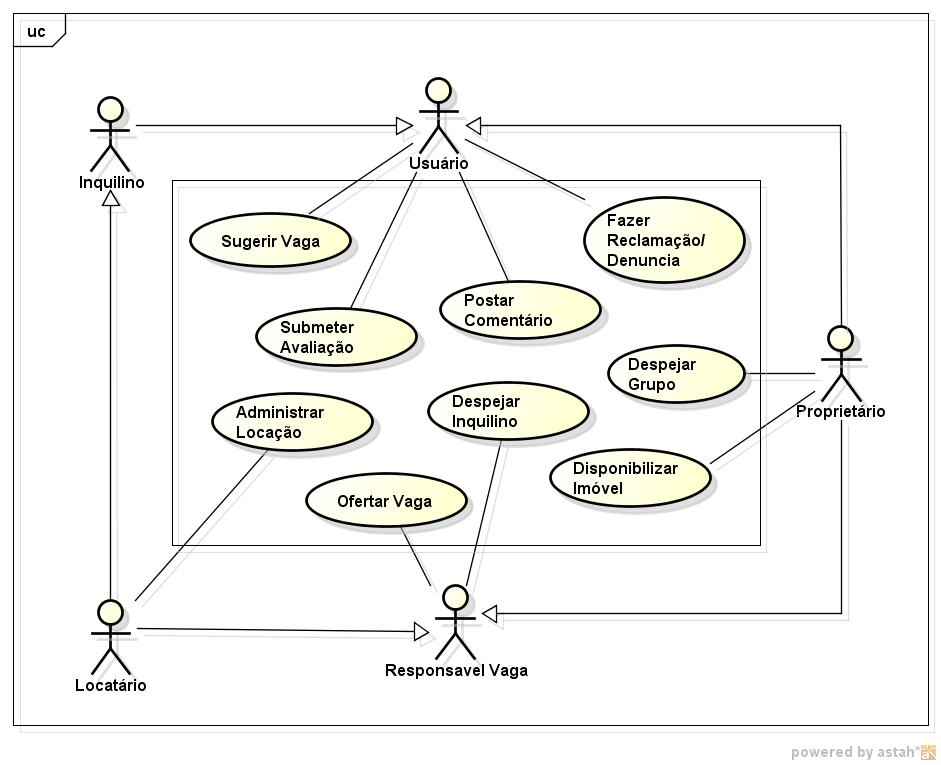 uc
Usuário
Inquilino
Sugerir Vaga
Fazer
Reclamação/
Denuncia
Postar
Comentário
Submeter
Avaliação
Despejar
Grupo
Proprietário
Administrar
Locação
Despejar
Inquilino
Disponibilizar
Imóvel
Ofertar Vaga
Locatário
Responsavel Vaga
powered by astah*